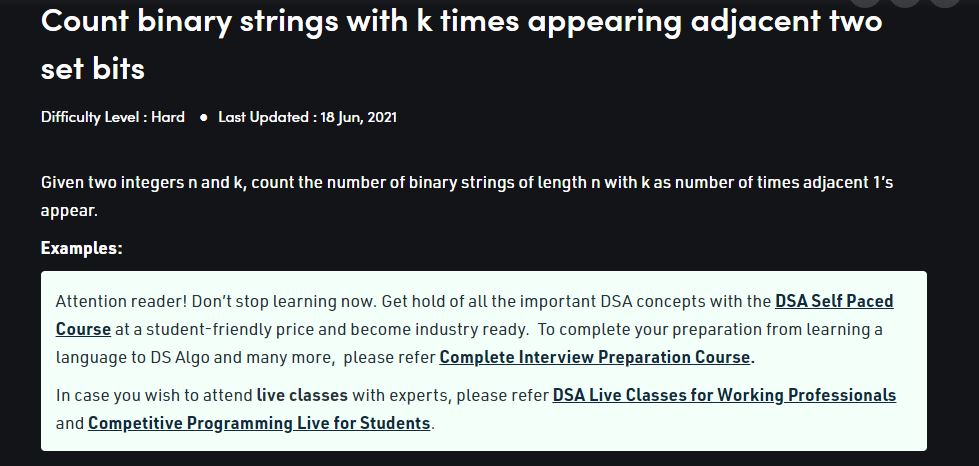 Count binary strings with k times appearing adjacent two
set bits
Difficulty Level : Hard ● Last Updated : 18 Jun, 2021
Given two integers n and k, count the number of binary strings of length n with k as number of times adjacent 1’s
appear.
Examples:
Attention reader! Don’t stop learning now. Get hold of all the important DSA concepts with the DSA Self Paced
Course at a student-friendly price and become industry ready.  To complete your preparation from learning a
language to DS Algo and many more,  please refer Complete Interview Preparation Course.
In case you wish to attend live classes with experts, please refer DSA Live Classes for Working Professionals
and Competitive Programming Live for Students.